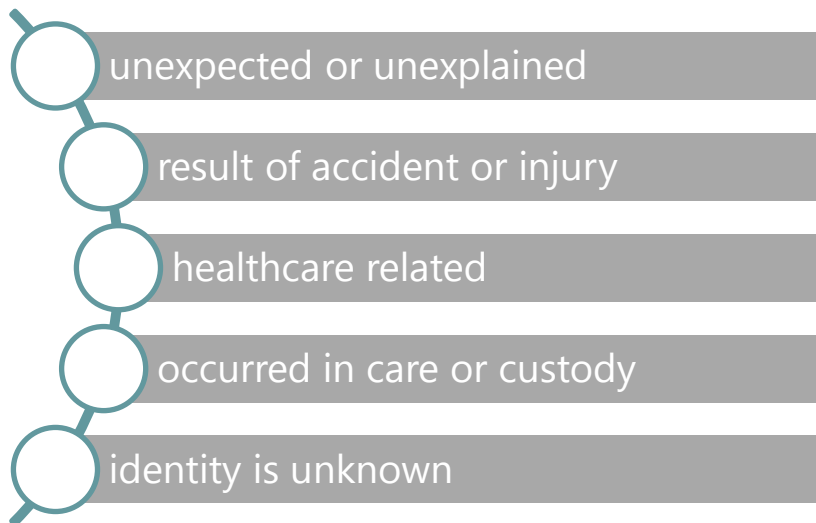 unexpected or unexplained
result of accident or injury
healthcare related
occurred in care or custody
identity is unknown